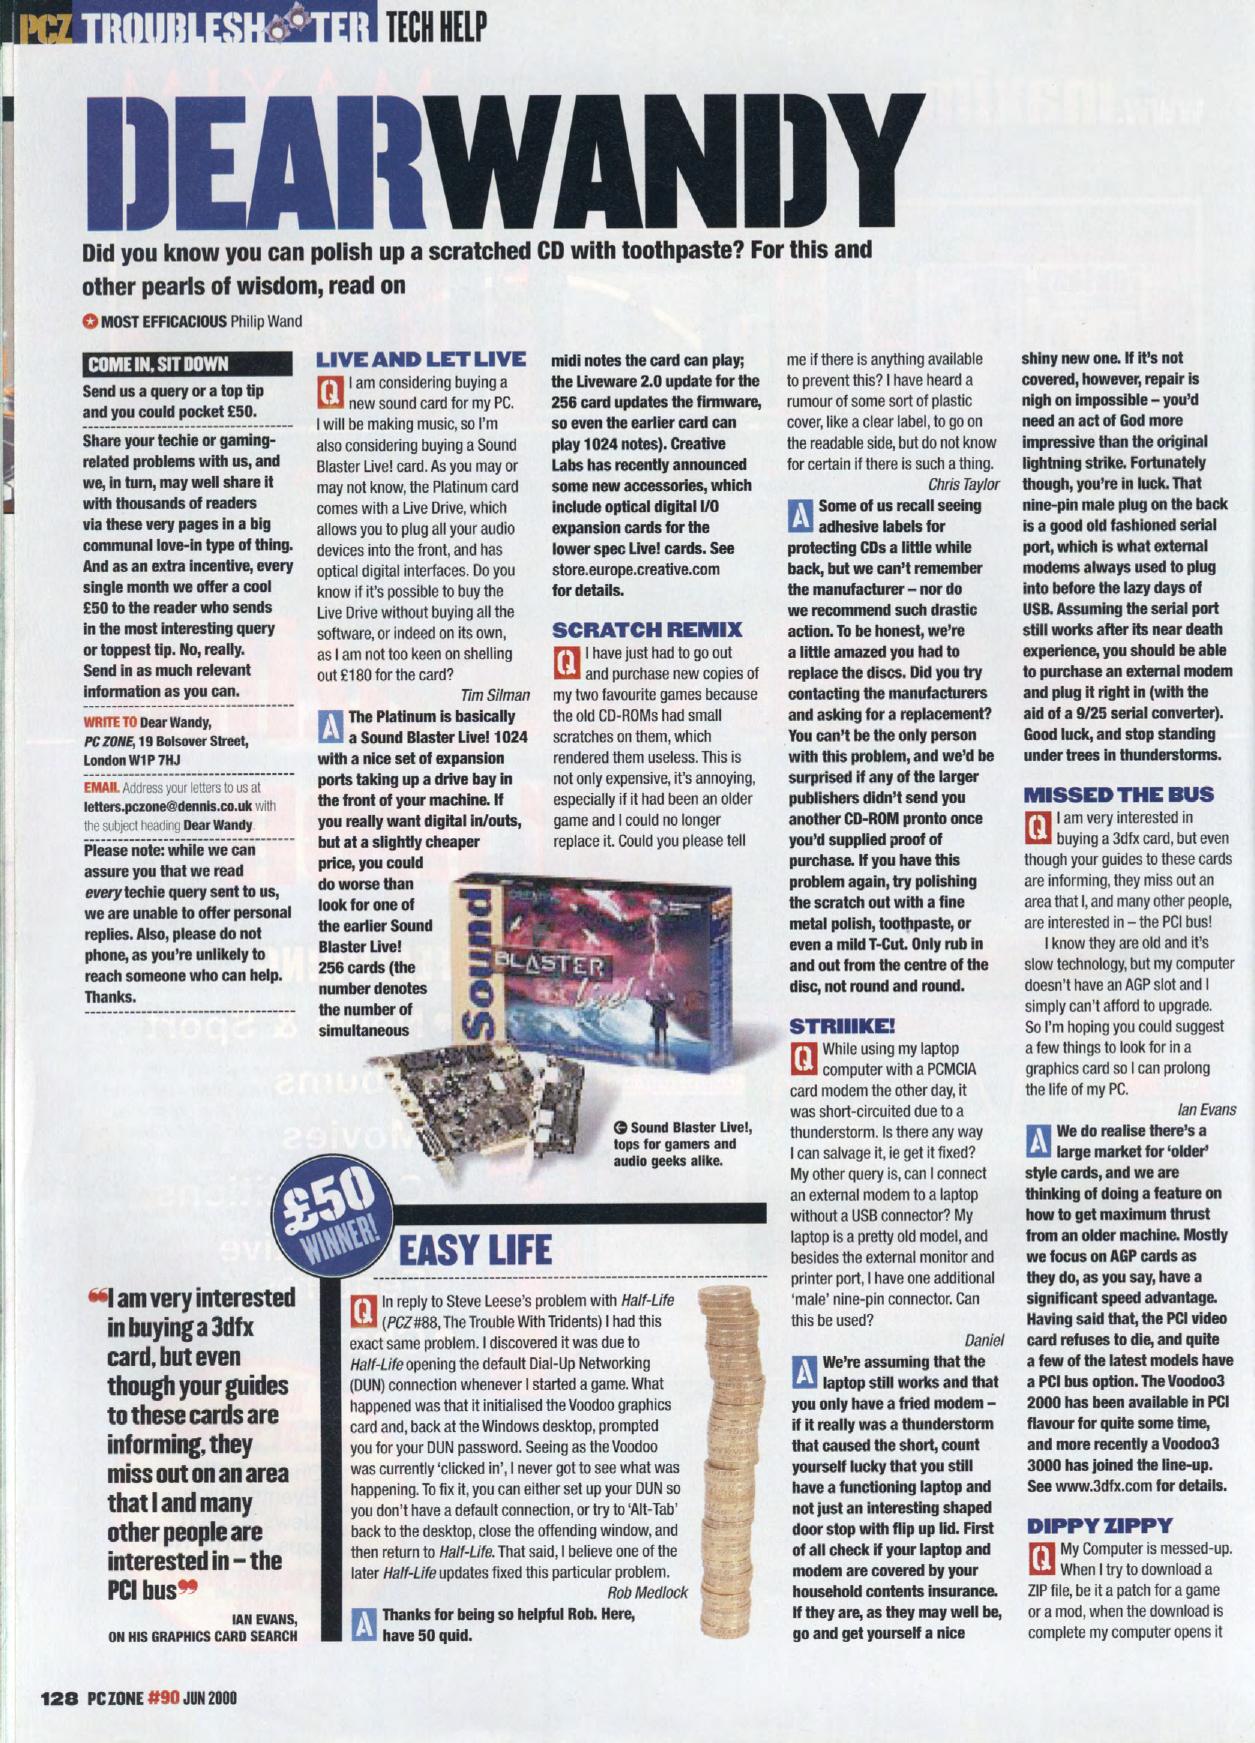 PCZ TROUBLESHOOTER TECH HELP
DEARWANDY
Did you know you can polish up a scratched CD with toothpaste? For this and
other pearls of wisdom, read on
MOST EFFICACIOUS Philip Wand
COME IN, SIT DOWN
Send us a query or a top tip
and you could pocket £50.
Share your techie or gaming-
related problems with us, and
we, in turn, may well share it
with thousands of readers
via these very pages in a big
communal love-in type of thing.
And as an extra incentive, every
single month we offer a cool
£50 to the reader who sends
in the most interesting query
or toppest tip. No, really.
Send in as much relevant
information as you can.
WRITE TO Dear Wandy,
PC ZONE, 19 Bolsover Street,
London W1P 7HJ
EMAIL Address your letters to us at
letters.pczone@dennis.co.uk with
the subject heading Dear Wandy.
Please note: while we can
assure you that we read
every techie query sent to us,
we are unable to offer personal
replies. Also, please do not
phone, as you're unlikely to
reach someone who can help.
Thanks.
LIVE AND LET LIVE
Q I am considering buying a
new sound card for my PC.
I will be making music, so I'm
also considering buying a Sound
Blaster Live! card. As you may or
may not know, the Platinum card
comes with a Live Drive, which
allows you to plug all your audio
devices into the front, and has
optical digital interfaces. Do you
know if it's possible to buy the
Live Drive without buying all the
software, or indeed on its own,
as I am not too keen on shelling
out £180 for the card?
Tim Silman
A The Platinum is basically
a Sound Blaster Live! 1024
with a nice set of expansion
ports taking up a drive bay in
the front of your machine. If
you really want digital in/outs,
but at a slightly cheaper
price, you could
do worse than
look for one of
the earlier Sound
Blaster Live!
256 cards (the
number denotes
the number of
simultaneous
midi notes the card can play;
the Liveware 2.0 update for the
256 card updates the firmware,
so even the earlier card can
play 1024 notes). Creative
Labs has recently announced
some new accessories, which
include optical digital I/O
expansion cards for the
lower spec Live! cards. See
store.europe.creative.com
for details.
SCRATCH REMIX
Q I have just had to go out
and purchase new copies of
my two favourite games because
the old CD-ROMs had small
scratches on them, which
rendered them useless. This is
not only expensive, it's annoying,
especially if it had been an older
game and I could no longer
replace it. Could you please tell
me if there is anything available
to prevent this? I have heard a
rumour of some sort of plastic
cover, like a clear label, to go on
the readable side, but do not know
for certain if there is such a thing.
Chris Taylor
A Some of us recall seeing
adhesive labels for
protecting CDs a little while
back, but we can't remember
the manufacturer – nor do
we recommend such drastic
action. To be honest, we're
a little amazed you had to
replace the discs. Did you try
contacting the manufacturers
and asking for a replacement?
You can't be the only person
with this problem, and we'd be
surprised if any of the larger
publishers didn't send you
another CD-ROM pronto once
you'd supplied proof of
purchase. If you have this
problem again, try polishing
the scratch out with a fine
metal polish, toothpaste, or
even a mild T-Cut. Only rub in
and out from the centre of the
disc, not round and round.
Sound
BLASTER
Live!
Sound Blaster Live!,
tops for gamers and
audio geeks alike.
STRIIIKE!
Q While using my laptop
computer with a PCMCIA
card modem the other day, it
was short-circuited due to a
thunderstorm. Is there any way
I can salvage it, ie get it fixed?
My other query is, can I connect
an external modem to a laptop
without a USB connector? My
laptop is a pretty old model, and
besides the external monitor and
printer port, I have one additional
'male' nine-pin connector. Can
this be used?
Daniel
A We're assuming that the
laptop still works and that
you only have a fried modem –
if it really was a thunderstorm
that caused the short, count
yourself lucky that you still
have a functioning laptop and
not just an interesting shaped
door stop with flip up lid. First
of all check if your laptop and
modem are covered by your
household contents insurance.
If they are, as they may well be,
go and get yourself a nice
shiny new one. If it's not
covered, however, repair is
nigh on impossible – you'd
need an act of God more
impressive than the original
lightning strike. Fortunately
though, you're in luck. That
nine-pin male plug on the back
is a good old fashioned serial
port, which is what external
modems always used to plug
into before the lazy days of
USB. Assuming the serial port
still works after its near death
experience, you should be able
to purchase an external modem
and plug it right in (with the
aid of a 9/25 serial converter).
Good luck, and stop standing
under trees in thunderstorms.
MISSED THE BUS
Q I am very interested in
buying a 3dfx card, but even
though your guides to these cards
are informing, they miss out an
area that I, and many other people,
are interested in – the PCI bus!
I know they are old and it's
slow technology, but my computer
doesn't have an AGP slot and I
simply can't afford to upgrade.
So I'm hoping you could suggest
a few things to look for in a
graphics card so I can prolong
the life of my PC.
Ian Evans
A We do realise there's a
large market for 'older'
style cards, and we are
thinking of doing a feature on
how to get maximum thrust
from an older machine. Mostly
we focus on AGP cards as
they do, as you say, have a
significant speed advantage.
Having said that, the PCI video
card refuses to die, and quite
a few of the latest models have
a PCI bus option. The Voodoo3
2000 has been available in PCI
flavour for quite some time,
and more recently a Voodoo3
3000 has joined the line-up.
See www.3dfx.com for details.
DIPPY ZIPPY
Q My Computer is messed-up.
When I try to download a
ZIP file, be it a patch for a game
or a mod, when the download is
complete my computer opens it
£50
WINNER!
EASY LIFE
Q In reply to Steve Leese's problem with Half-Life
(PCZ #88, The Trouble With Tridents) I had this
exact same problem. I discovered it was due to
Half-Life opening the default Dial-Up Networking
(DUN) connection whenever I started a game. What
happened was that it initialised the Voodoo graphics
card and, back at the Windows desktop, prompted
you for your DUN password. Seeing as the Voodoo
was currently 'clicked in', I never got to see what was
happening. To fix it, you can either set up your DUN so
you don't have a default connection, or try to 'Alt-Tab'
back to the desktop, close the offending window, and
then return to Half-Life. That said, I believe one of the
later Half-Life updates fixed this particular problem.
Rob Medlock
A Thanks for being so helpful Rob. Here,
have 50 quid.
“I am very interested
in buying a 3dfx
card, but even
though your guides
to these cards are
informing, they
miss out on an area
that I and many
other people are
interested in – the
PCI bus”
IAN EVANS,
ON HIS GRAPHICS CARD SEARCH
128 PCZONE #90 JUN 2000